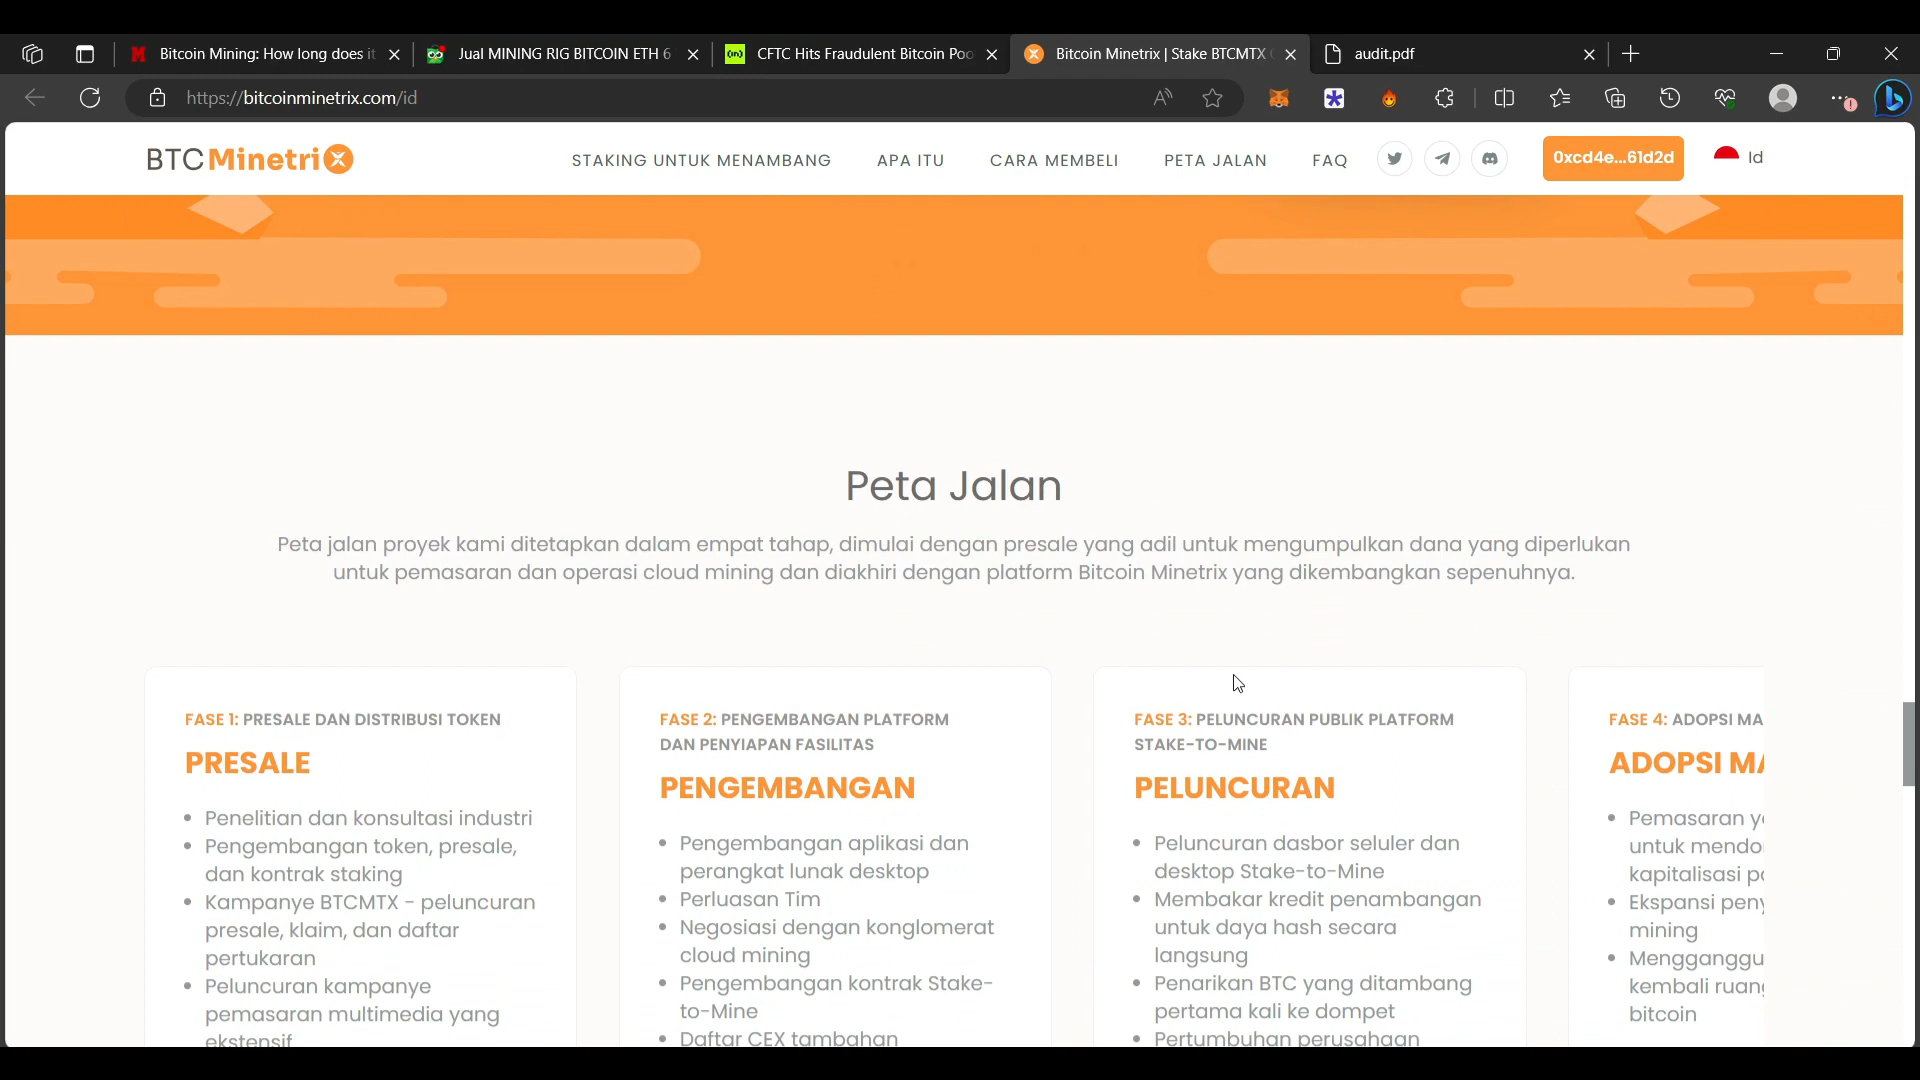 Bitcoin Mining: How long does it
Jual MINING RIG BITCOIN ETH 6
CFTC Hits Fraudulent Bitcoin Poo
Bitcoin Minetrix | Stake BTCMTX
audit.pdf
https://bitcoinminetrix.com/id
BTC Minetrix
STAKING UNTUK MENAMBANG
APA ITU
CARA MEMBELI
PETA JALAN
FAQ
0xcd4e...61d2d
Id
Peta Jalan
Peta jalan proyek kami ditetapkan dalam empat tahap, dimulai dengan presale yang adil untuk mengumpulkan dana yang diperlukan
untuk pemasaran dan operasi cloud mining dan diakhiri dengan platform Bitcoin Minetrix yang dikembangkan sepenuhnya.
FASE 1: PRESALE DAN DISTRIBUSI TOKEN
PRESALE
• Penelitian dan konsultasi industri
• Pengembangan token, presale,
dan kontrak staking
• Kampanye BTCMTX - peluncuran
presale, klaim, dan daftar
pertukaran
• Peluncuran kampanye
pemasaran multimedia yang
ekstensif
FASE 2: PENGEMBANGAN PLATFORM
DAN PENYIAPAN FASILITAS
PENGEMBANGAN
• Pengembangan aplikasi dan
perangkat lunak desktop
• Perluasan Tim
• Negosiasi dengan konglomerat
cloud mining
• Pengembangan kontrak Stake-
to-Mine
• Daftar CEX tambahan
FASE 3: PELUNCURAN PUBLIK PLATFORM
STAKE-TO-MINE
PELUNCURAN
• Peluncuran dasbor seluler dan
desktop Stake-to-Mine
• Membakar kredit penambangan
untuk daya hash secara
langsung
• Penarikan BTC yang ditambang
pertama kali ke dompet
• Pertumbuhan perusahaan
FASE 4: ADOPSI MA
ADOPSI MA
• Pemasaran y
untuk mendo
kapitalisasi p
• Ekspansi peny
mining
• Mengganggu
kembali ruang
bitcoin